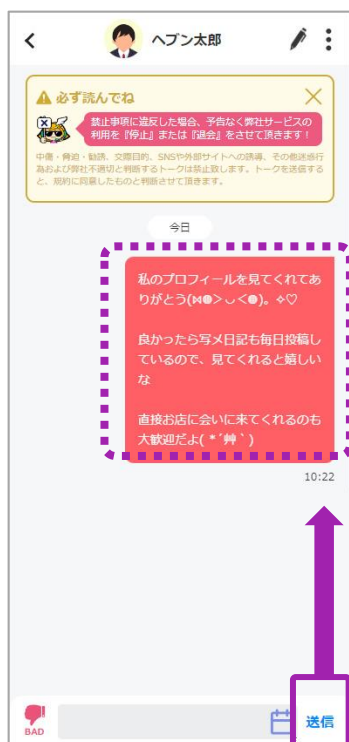 ヘブン太郎
必ず読んでね
禁止事項に違反した場合、予告なく弊社サービスの
利用を『停止』または『退会』をさせて頂きます!
中傷・脅迫・勧誘、交際目的、SNSや外部サイトへの誘導、その他迷惑行
為および弊社不適切と判断するトークは禁止致します。トークを送信する
と、規約に同意したものと判断させて頂きます。
今日
私のプロフィールを見てくれてあ
りがとう(⋈◍>◡<◍)。✧♡
良かったら写メ日記も毎日投稿し
ているので、見てくれると嬉しい
な
直接お店に会いに来てくれるのも
大歓迎だよ( *´艸`)
10:22
BAD
送信